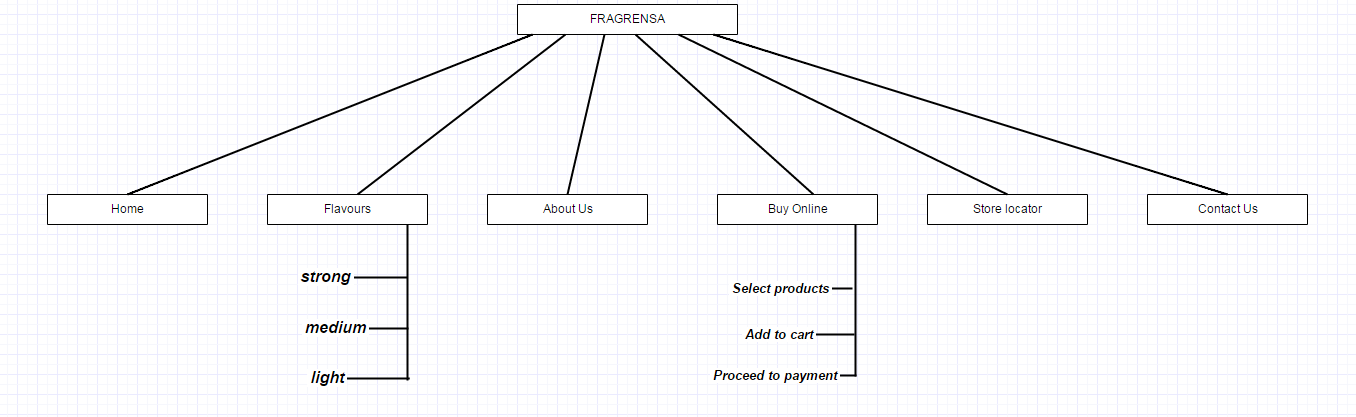 FRAGRENSA
Home
Flavours
About Us
Buy Online
Store locator
Contact Us
strong
medium
light
Select products
Add to cart
Proceed to payment